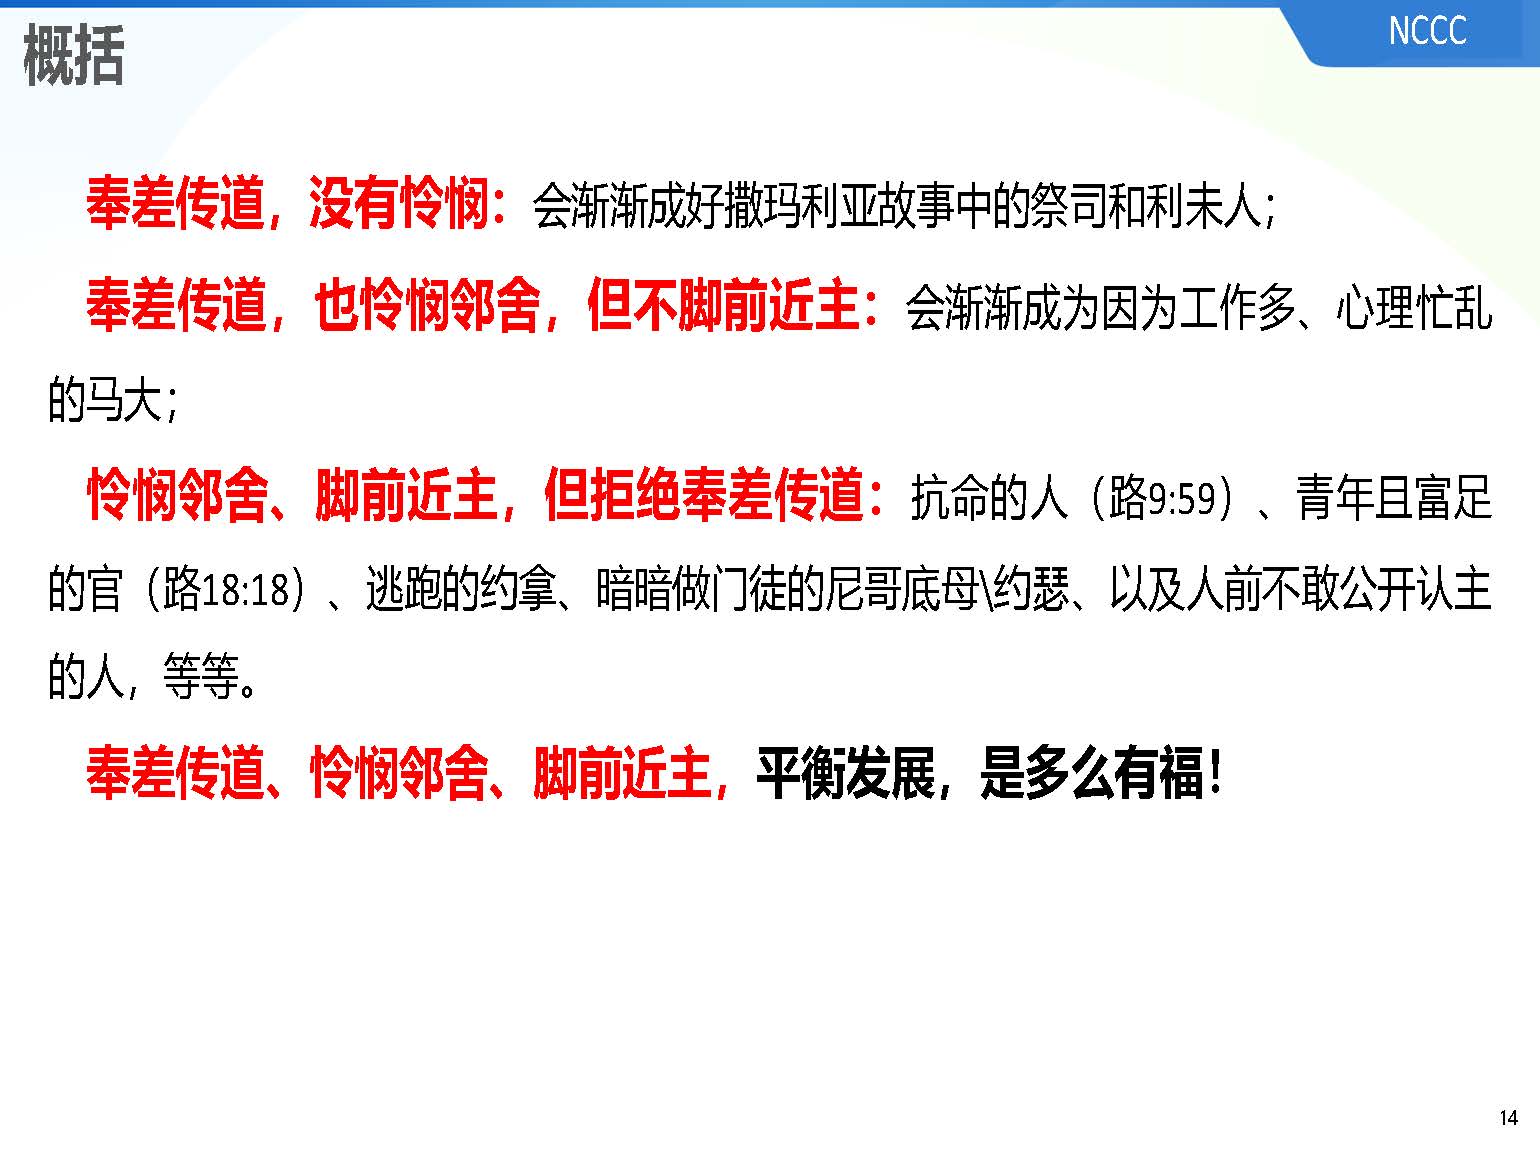 概括
NCCC
奉差传道，没有怜悯：会渐渐成好撒玛利亚故事中的祭司和利未人；
奉差传道，也怜悯邻舍，但不脚前近主：会渐渐成为因为工作多、心理忙乱
的马大；
怜悯邻舍、脚前近主，但拒绝奉差传道：抗命的人（路9:59）、青年且富足
的官（路18:18）、逃跑的约拿、暗暗做门徒的尼哥底母\约瑟、以及人前不敢公开认主
的人，等等。
奉差传道、怜悯邻舍、脚前近主，平衡发展，是多么有福！
14